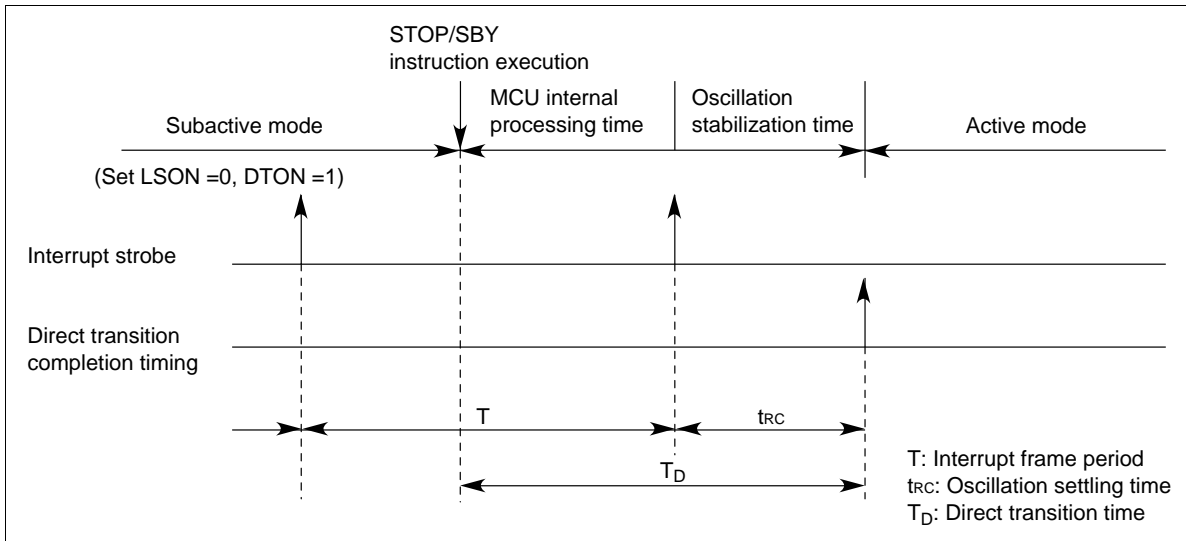 STOP/SBY
instruction execution
MCU internal
processing time
Oscillation
stabilization time
Subactive mode
Active mode
(Set LSON =0, DTON =1)
Interrupt strobe
Direct transition
completion timing
T
tRC
TD
T: Interrupt frame period
tRC: Oscillation settling time
TD: Direct transition time